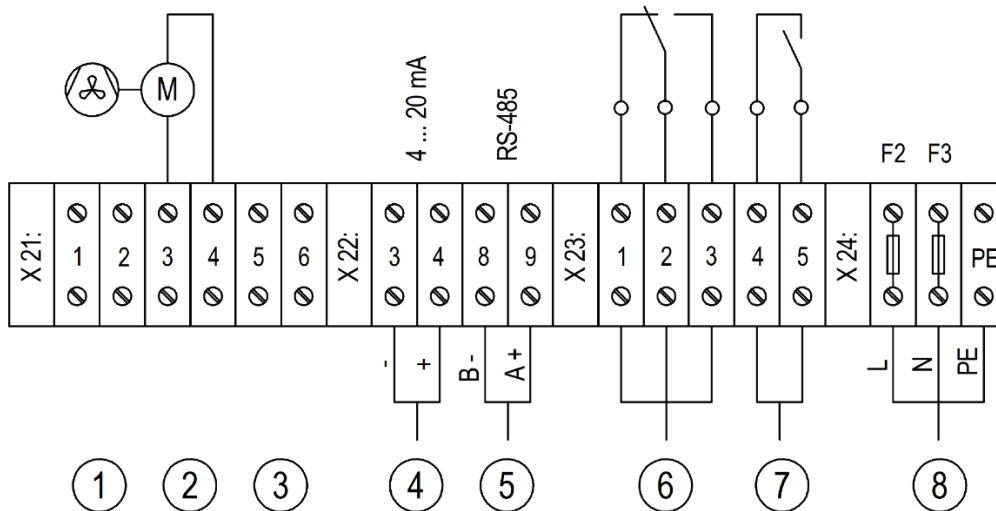 M
4 ... 20 mA
RS-485
F2 F3
X 21: 1 2 3 4 5 6 X 22: 3 4 8 9 X 23: 1 2 3 4 5 X 24: PE
- + B - A + L N PE
1 2 3 4 5 6 7 8